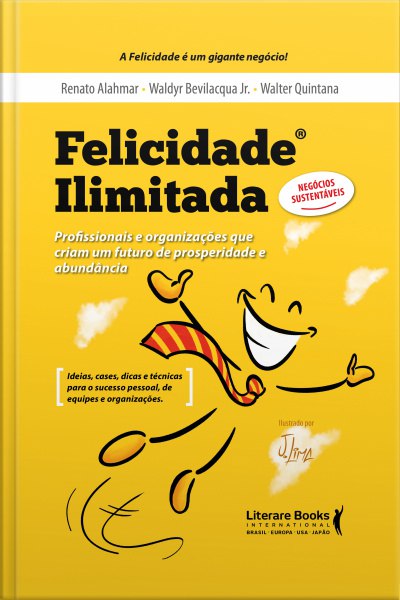 A Felicidade é um gigante negócio!
Renato Alahmar • Waldyr Bevilacqua Jr. • Walter Quintana
Felicidade®
Ilimitada
NEGÓCIOS
SUSTENTÁVEIS
Profissionais e organizações que
criam um futuro de prosperidade e
abundância
Ideias, cases, dicas e técnicas
para o sucesso pessoal, de
equipes e organizações.
Ilustrado por
J. Lima
Literare Books
INTERNATIONAL
BRASIL · EUROPA · USA · JAPÃO